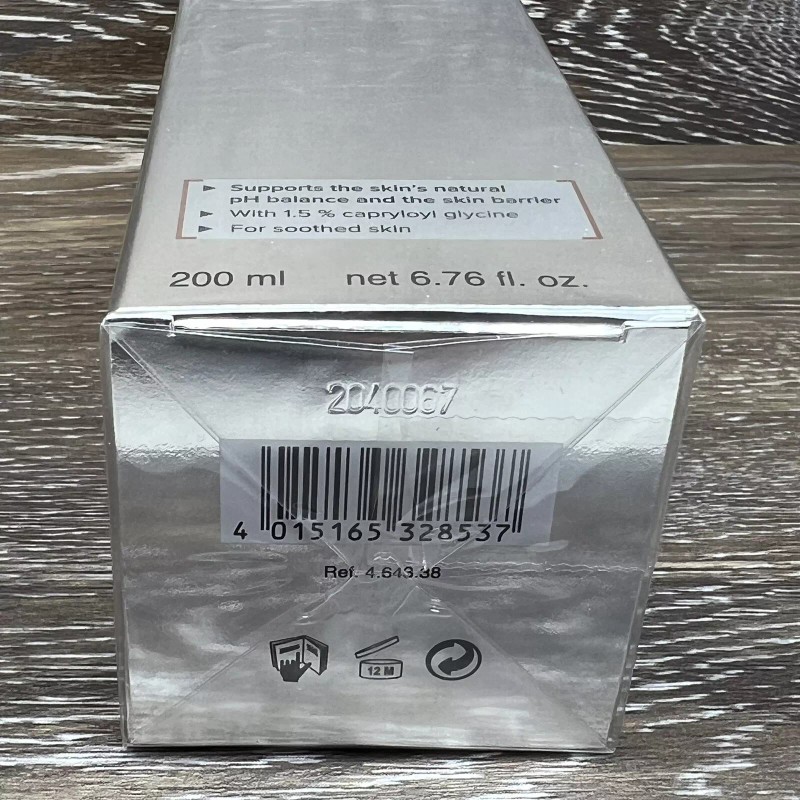 ► Supports the skin's natural
pH balance and the skin barrier
► With 1.5 % capryloyl glycine
► For soothed skin
200 ml net 6.76 fl. oz.
2040067
4 015165 328537
Ref. 4.643.38
12 M